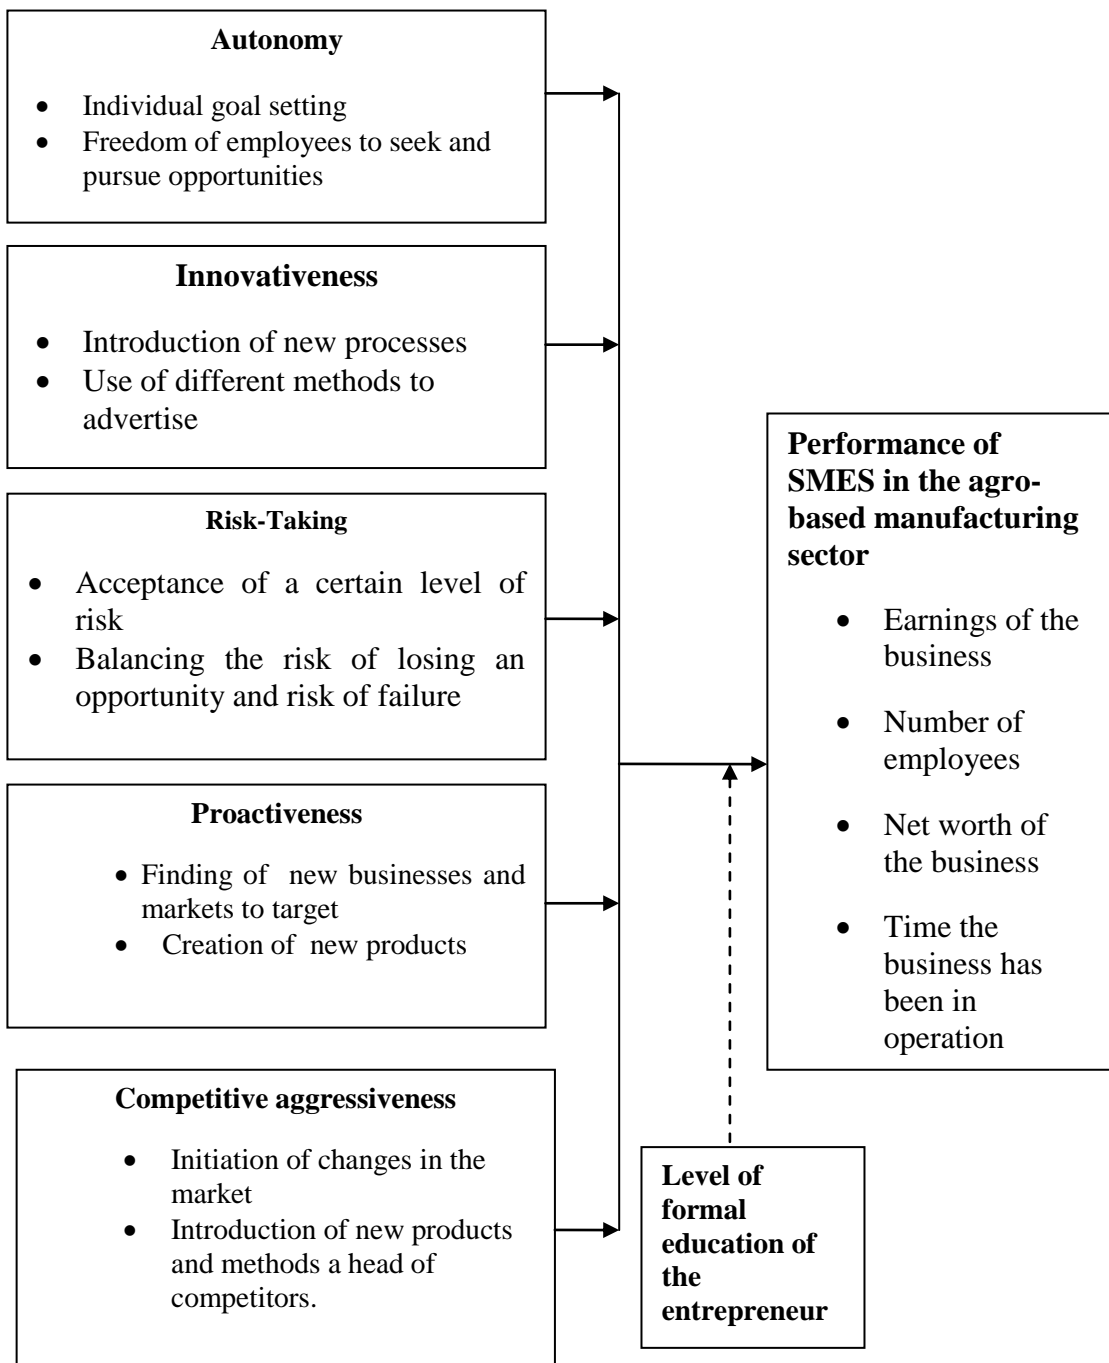 Autonomy
• Individual goal setting
• Freedom of employees to seek and
pursue opportunities
Innovativeness
• Introduction of new processes
• Use of different methods to
advertise
Risk-Taking
• Acceptance of a certain level of
risk
• Balancing the risk of losing an
opportunity and risk of failure
Proactiveness
• Finding of new businesses and
markets to target
• Creation of new products
Competitive aggressiveness
• Initiation of changes in the
market
• Introduction of new products
and methods a head of
competitors.
Performance of
SMES in the agro-
based manufacturing
sector
• Earnings of the
business
• Number of
employees
• Net worth of
the business
• Time the
business has
been in
operation
Level of
formal
education of
the
entrepreneur